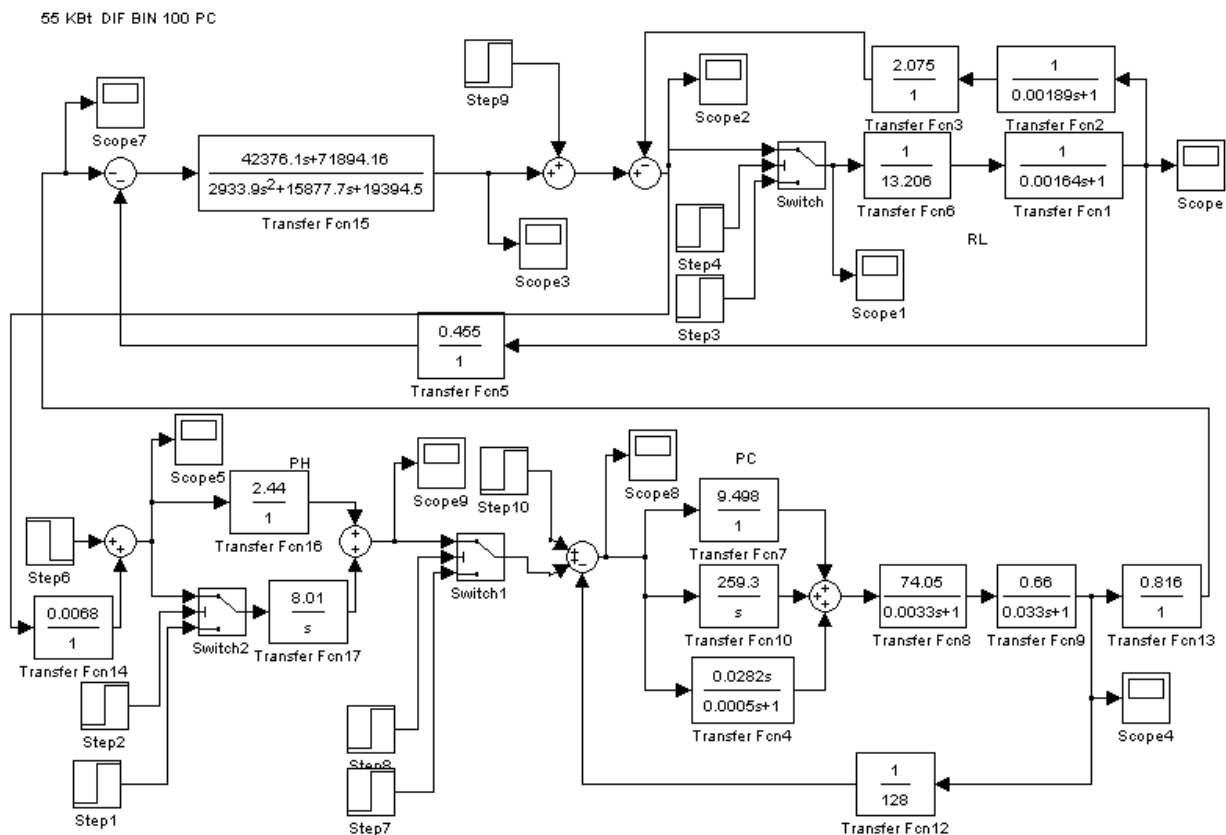 55 KBt DIF BIN 100 PC
Step9
Scope7
Scope2
2.075
1
Transfer Fcn3
1
0.00189s+1
Transfer Fcn2
42376.1s+71894.16
2933.9s²+15877.7s+19394.5
Transfer Fcn15
Switch
1
13.206
Transfer Fcn6
1
0.00164s+1
Transfer Fcn1
Scope
RL
Scope3
Step4
Step3
Scope1
0.455
1
Transfer Fcn5
Scope5
PH
2.44
1
Transfer Fcn16
Scope9
Step10
Scope8
PC
9.498
1
Transfer Fcn7
Step6
Switch1
259.3
s
Transfer Fcn10
74.05
0.0033s+1
Transfer Fcn8
0.66
0.033s+1
Transfer Fcn9
0.816
1
Transfer Fcn13
0.0068
1
Transfer Fcn14
Switch2
8.01
s
Transfer Fcn17
0.0282s
0.0005s+1
Transfer Fcn4
Scope4
Step2
Step8
Step1
Step7
1
128
Transfer Fcn12